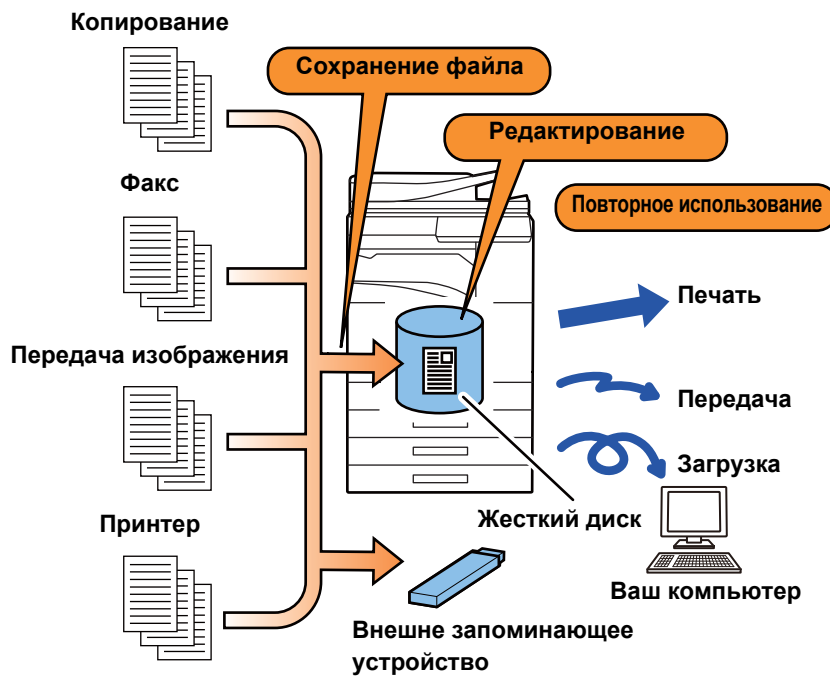 Копирование
Сохранение файла
Редактирование
Факс
Повторное использование
Печать
Передача изображения
Передача
Загрузка
Принтер
Жесткий диск
Ваш компьютер
Внешне запоминающее
устройство